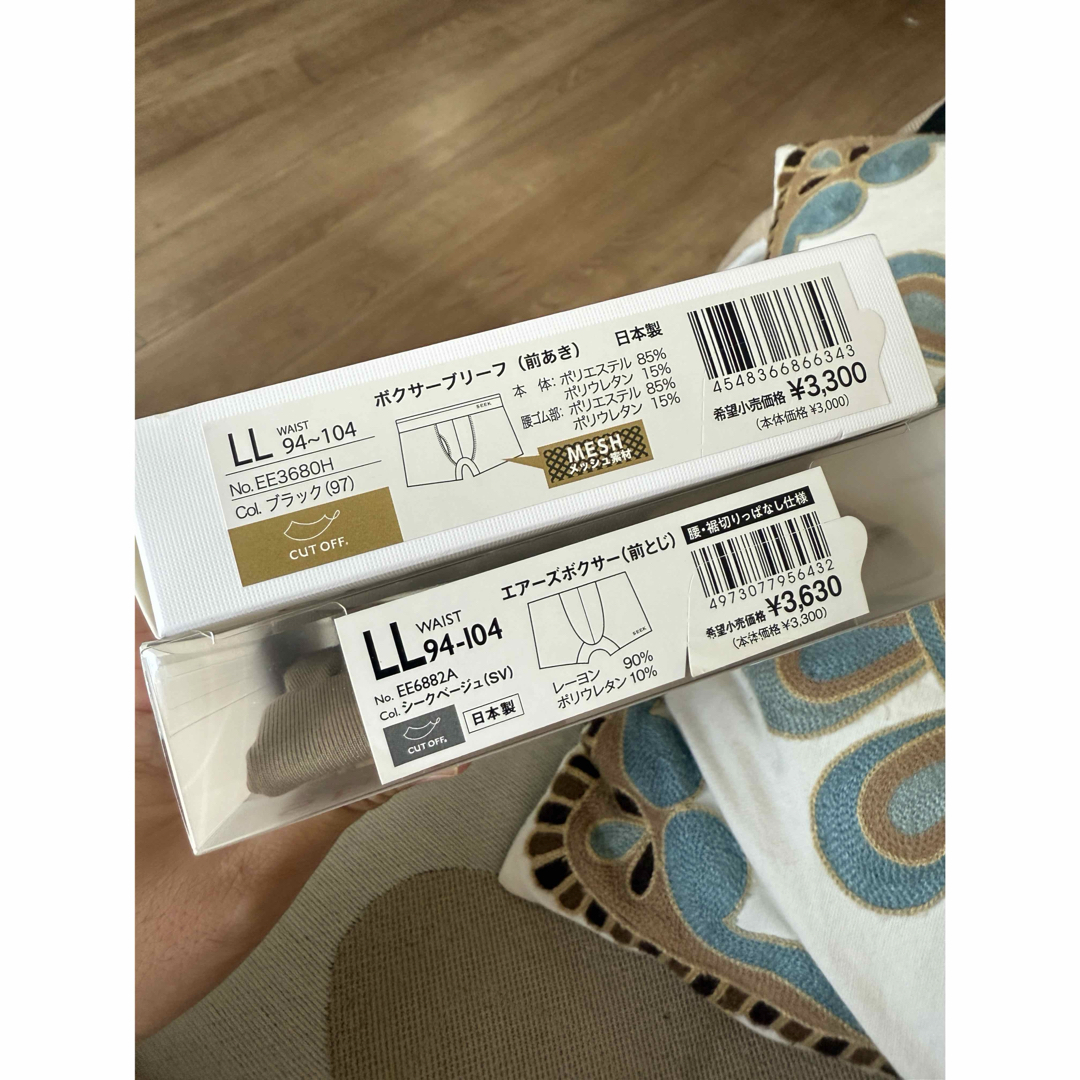 ボクサーブリーフ（前あき）
日本製
LL WAIST 94~104
No. EE3680H
Col. ブラック（97）
CUT OFF.
SEEK.
本 体: ポリエステル 85%
ポリウレタン 15%
腰ゴム部: ポリエステル 85%
ポリウレタン 15%
MESH
メッシュ素材
4548366866343
希望小売価格 ¥3,300
（本体価格 ¥3,000）
エアーズボクサー（前とじ）
腰・裾切りっぱなし仕様
LL WAIST 94-104
No. EE6882A
Col. シークベージュ(SV)
CUT OFF.
日本製
SEEK.
レーヨン 90%
ポリウレタン 10%
4973077956432
希望小売価格 ¥3,630
（本体価格 ¥3,300）